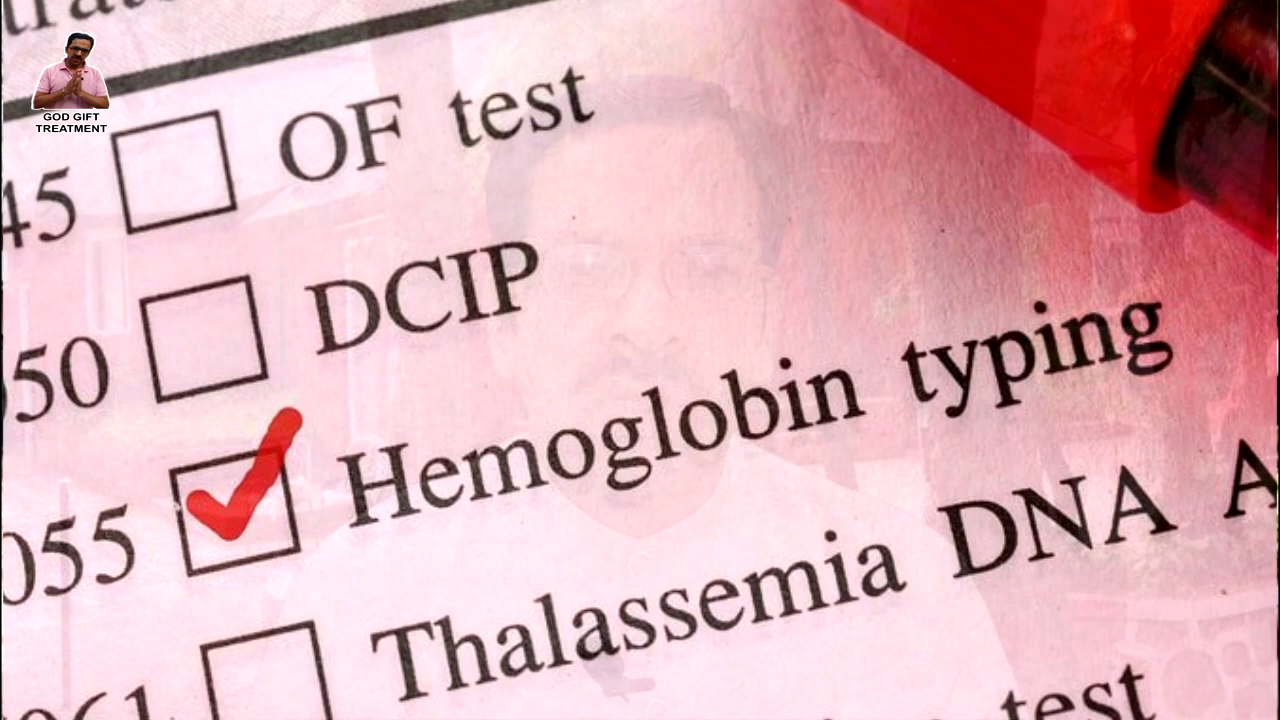 GOD GIFT
TREATMENT
45 OF test
50 DCIP
055 Hemoglobin typing
Thalassemia DNA A
test